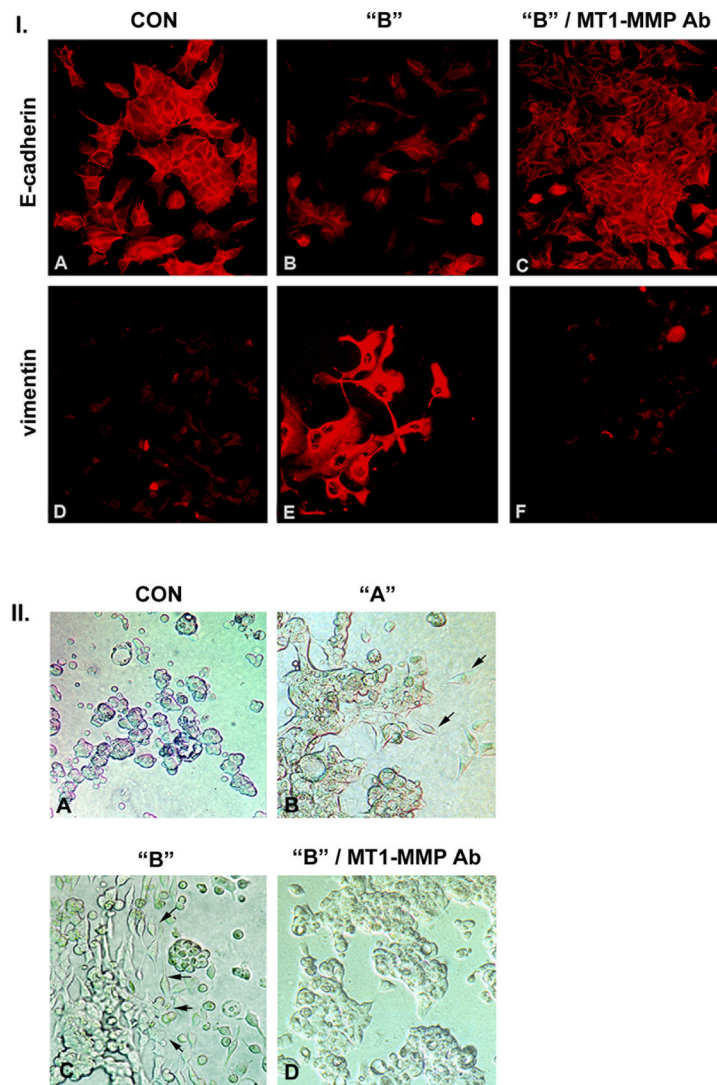 I.
CON “B” “B” / MT1-MMP Ab
E-cadherin
A B C
vimentin
D E F
II.
CON “A”
A B
“B” “B” / MT1-MMP Ab
C D